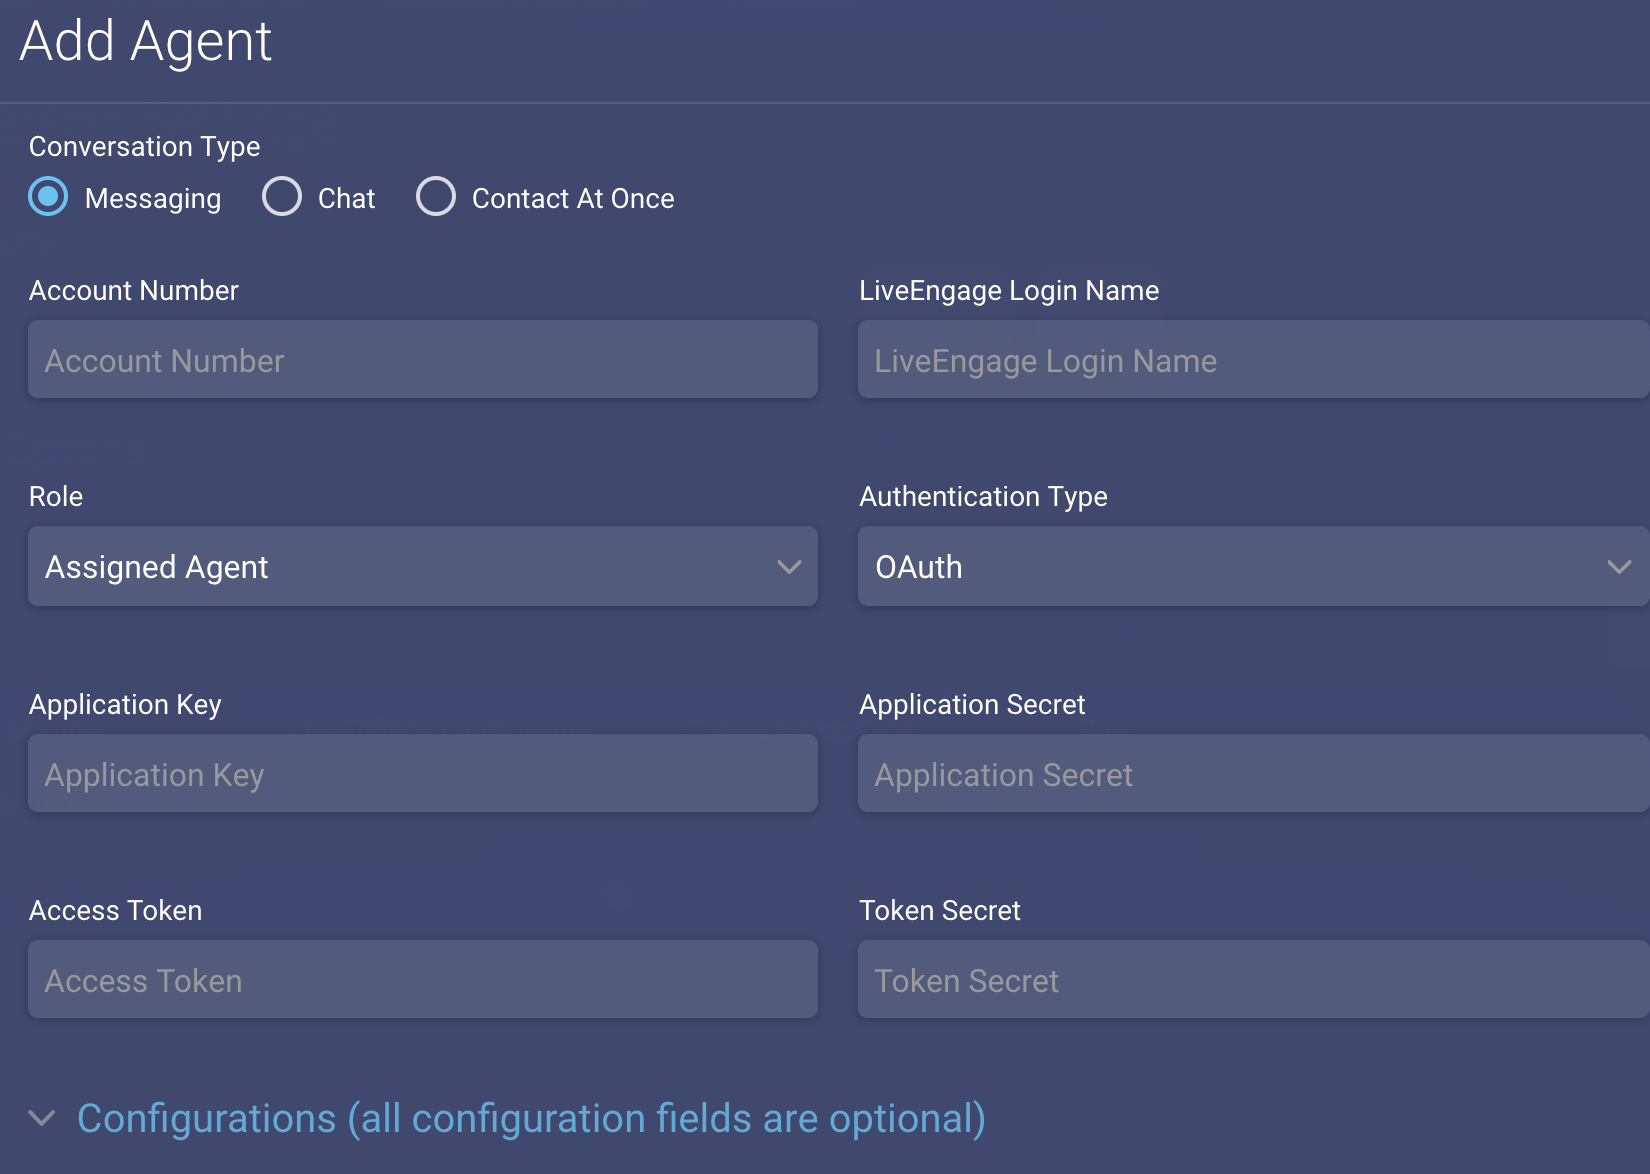 Add Agent
Conversation Type
Messaging Chat Contact At Once
Account Number LiveEngage Login Name
Account Number LiveEngage Login Name
Role Authentication Type
Assigned Agent OAuth
Application Key Application Secret
Application Key Application Secret
Access Token Token Secret
Access Token Token Secret
Configurations (all configuration fields are optional)